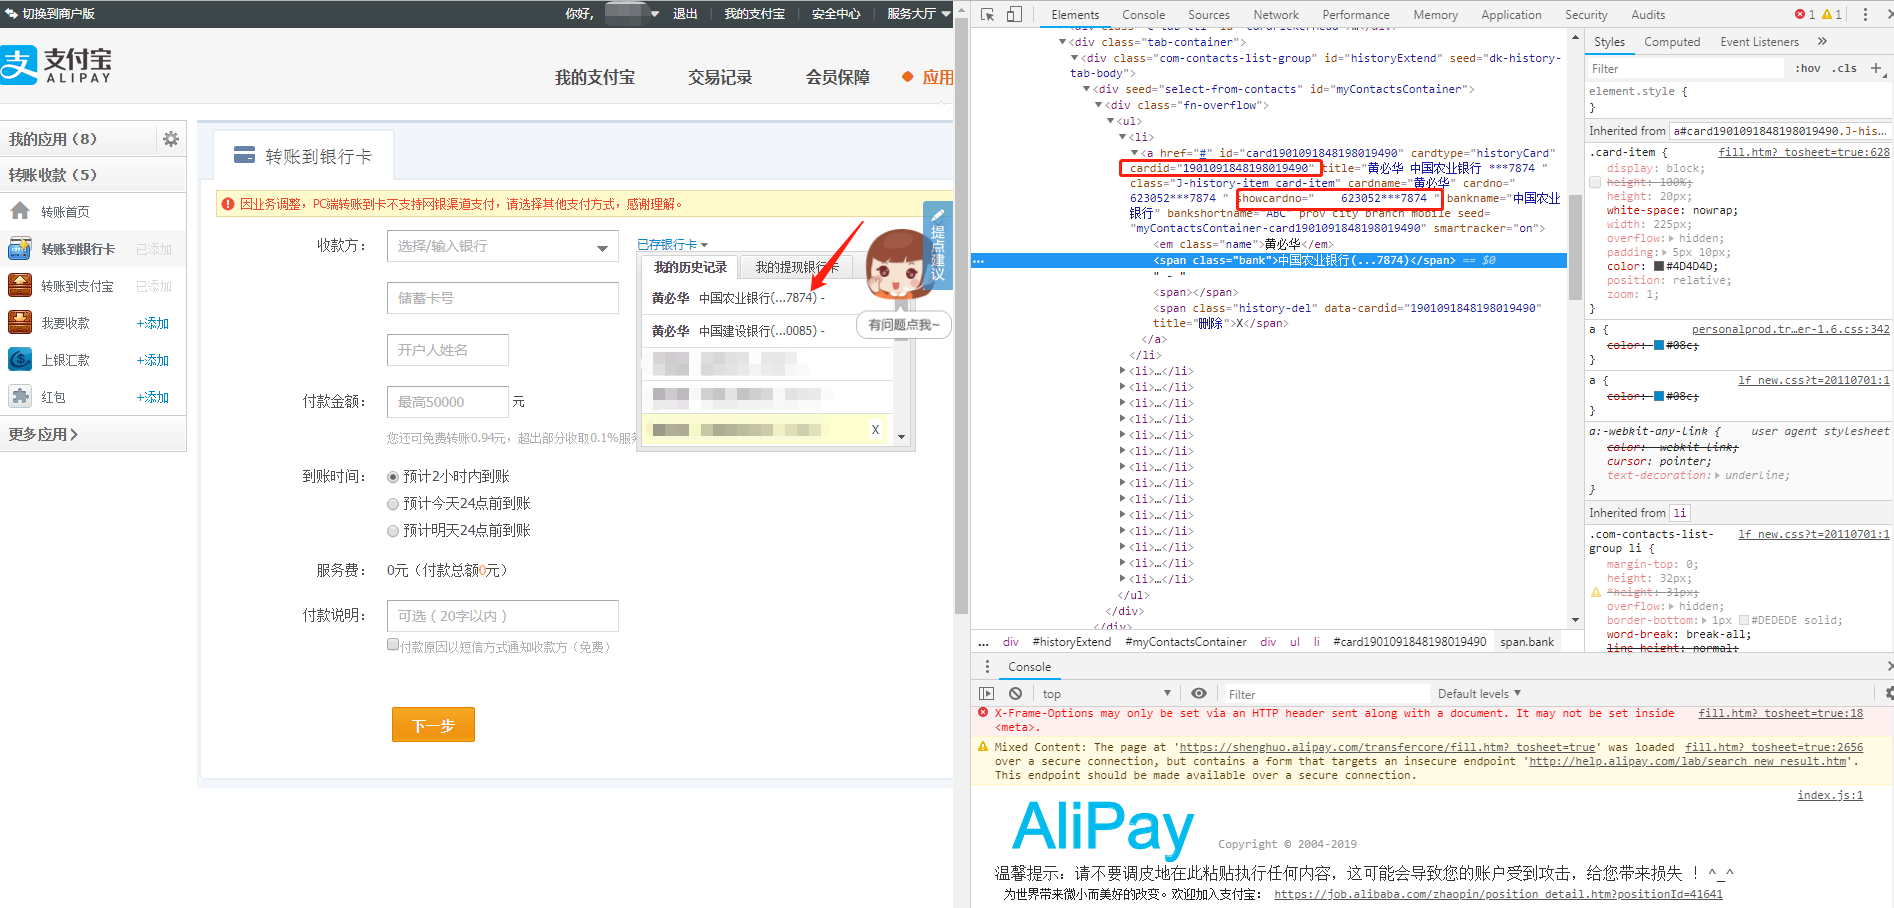 切换到商户版
你好,
退出
我的支付宝
安全中心
服务大厅
支付宝
ALIPAY
我的支付宝
交易记录
会员保障
应用
我的应用（8）
转账收款（5）
转账首页
转账到银行卡 已添加
转账到支付宝 已添加
我要收款 +添加
上银汇款 +添加
红包 +添加
更多应用
转账到银行卡
因业务调整，PC端转账到卡不支持网银渠道支付，请选择其他支付方式，感谢理解。
收款方：
选择/输入银行
已存银行卡
储蓄卡号
开户人姓名
付款金额：
最高50000 元
您还可免费转账0.94元，超出部分收取0.1%服务
到账时间：
预计2小时内到账
预计今天24点前到账
预计明天24点前到账
服务费：
0元（付款总额0元）
付款说明：
可选（20字以内）
付款原因以短信方式通知收款方（免费）
下一步
我的历史记录
我的提现银行卡
黄必华 中国农业银行(...7874) -
黄必华 中国建设银行(...0085) -
X
提点建议
有问题点我~
Elements
Console
Sources
Network
Performance
Memory
Application
Security
Audits
1
1
<div class="tab-container">
<div class="com-contacts-list-group" id="historyExtend" seed="dk-history-
tab-body">
<div seed="select-from-contacts" id="myContactsContainer">
<div class="fn-overflow">
<ul>
<li>
<a href="#" id="card1901091848198019490" cardtype="historyCard"
cardid="1901091848198019490" title="黄必华 中国农业银行 ***7874 "
class="J-history-item card-item" cardname="黄必华" cardno="
623052***7874 " showcardno=" 623052***7874 " bankname="中国农业
银行" bankshortname="ABC" prov city branch mobile seed=
"myContactsContainer-card1901091848198019490" smartracker="on">
<em class="name">黄必华</em>
<span class="bank">中国农业银行(...7874)</span> == $0
" - "
<span></span>
<span class="history-del" data-cardid="1901091848198019490"
title="删除">X</span>
</a>
</li>
<li>…</li>
<li>…</li>
<li>…</li>
<li>…</li>
<li>…</li>
<li>…</li>
<li>…</li>
<li>…</li>
<li>…</li>
<li>…</li>
<li>…</li>
<li>…</li>
<li>…</li>
<li>…</li>
</ul>
</div>
</div>
... div #historyExtend #myContactsContainer div ul li #card1901091848198019490 span.bank
Styles Computed Event Listeners »
Filter :hov .cls +
element.style {
}
Inherited from a#card1901091848198019490.J-his...
.card-item { fill.htm?_tosheet=true:628
display: block;
height: 100%;
height: 20px;
white-space: nowrap;
width: 225px;
overflow: hidden;
padding: 5px 10px;
color: #4D4D4D;
position: relative;
zoom: 1;
}
a { personalprod.tr…er-1.6.css:342
color: #08c;
}
a { lf_new.css?t=20110701:1
color: #08c;
}
a:-webkit-any-link { user agent stylesheet
color: -webkit-link;
cursor: pointer;
text-decoration: underline;
}
Inherited from li
.com-contacts-list-group li { lf_new.css?t=20110701:1
margin-top: 0;
height: 32px;
*height: 31px;
overflow: hidden;
border-bottom: 1px #DEDEDE solid;
word-break: break-all;
line-height: normal;
Console
top
Filter
Default levels
X-Frame-Options may only be set via an HTTP header sent along with a document. It may not be set inside fill.htm?_tosheet=true:18
<meta>.
Mixed Content: The page at 'https://shenghuo.alipay.com/transfercore/fill.htm?_tosheet=true' was loaded fill.htm?_tosheet=true:2656
over a secure connection, but contains a form that targets an insecure endpoint 'http://help.alipay.com/lab/search_new_result.htm'.
This endpoint should be made available over a secure connection.
index.js:1
AliPay
Copyright © 2004-2019
温馨提示：请不要调皮地在此粘贴执行任何内容，这可能会导致您的账户受到攻击，给您带来损失 ！^_^
为世界带来微小而美好的改变。欢迎加入支付宝： https://job.alibaba.com/zhaopin/position_detail.htm?positionId=41641